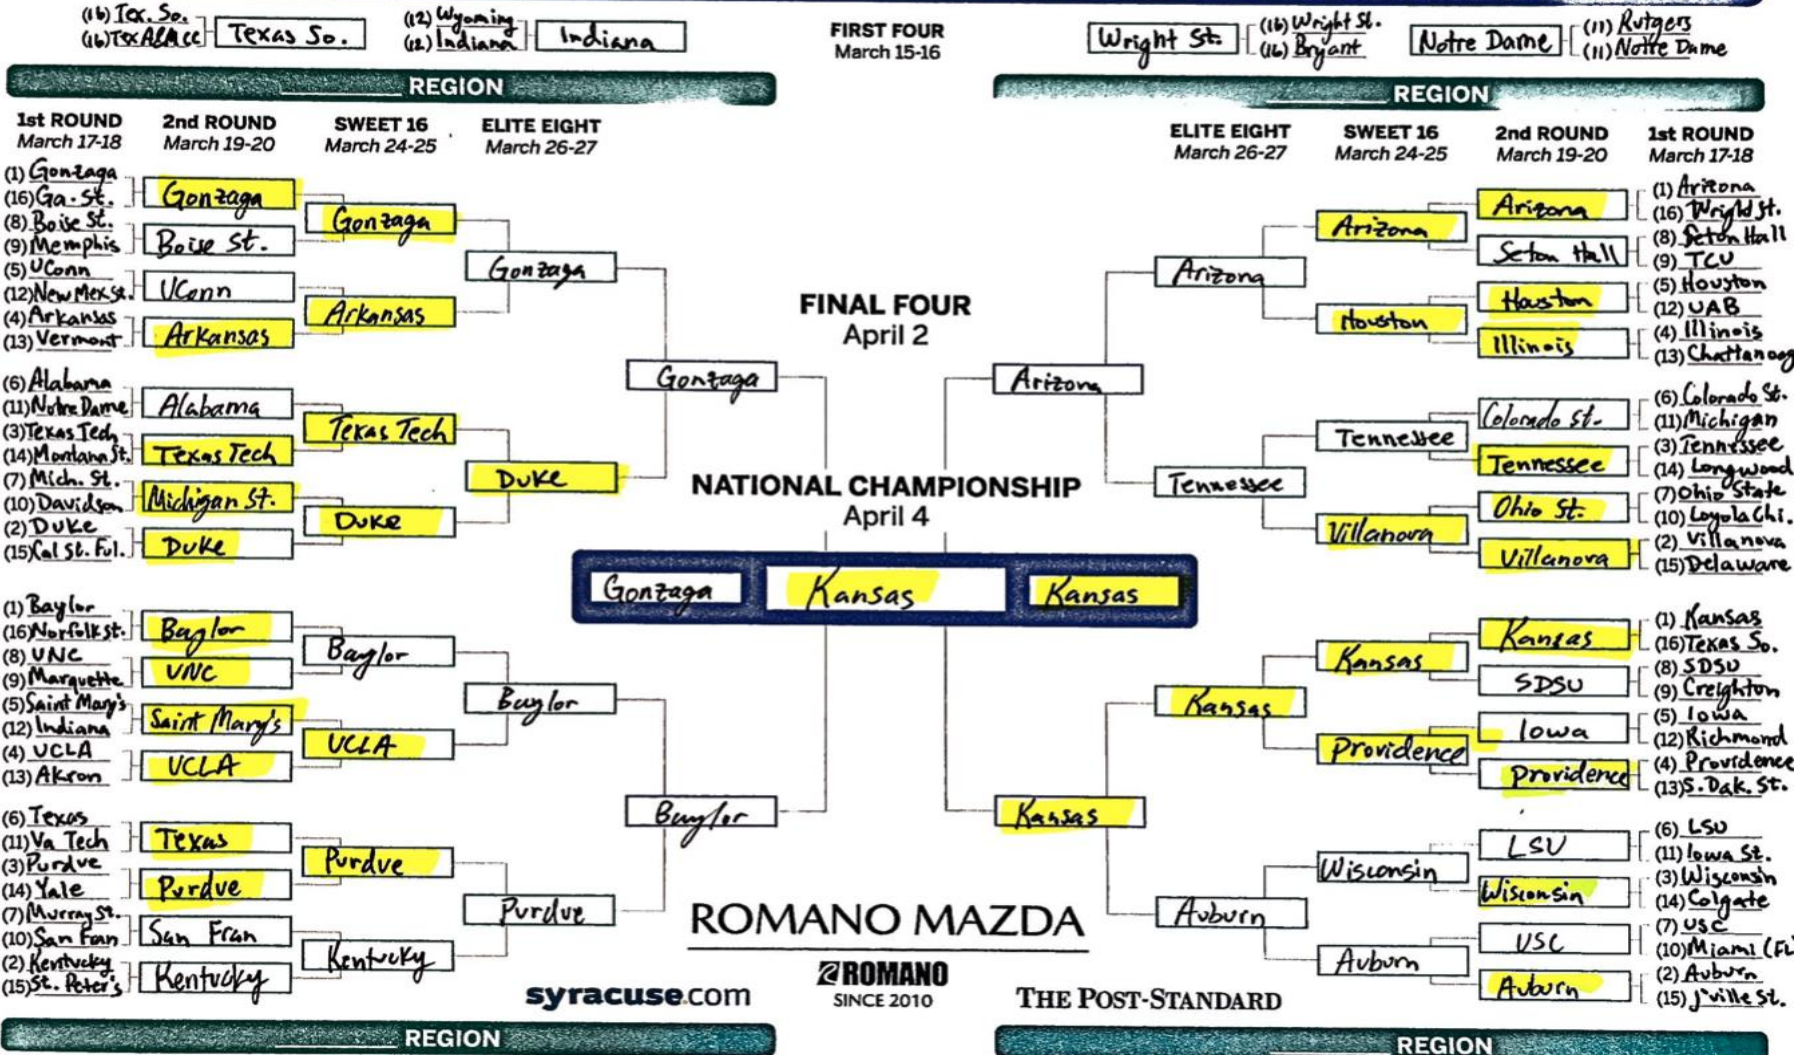 (16) Tex. So.
(16) Tex A&M CC
Texas So.
(12) Wyoming
(12) Indiana
Indiana
FIRST FOUR
March 15-16
Wright St.
(16) Wright St.
(16) Bryant
Notre Dame
(11) Rutgers
(11) Notre Dame
REGION
REGION
1st ROUND
March 17-18
2nd ROUND
March 19-20
SWEET 16
March 24-25
ELITE EIGHT
March 26-27
ELITE EIGHT
March 26-27
SWEET 16
March 24-25
2nd ROUND
March 19-20
1st ROUND
March 17-18
(1) Gonzaga
(16) Ga. St.
(8) Boise St.
(9) Memphis
(5) UConn
(12) New Mex St.
(4) Arkansas
(13) Vermont
(6) Alabama
(11) Notre Dame
(3) Texas Tech
(14) Montana St.
(7) Mich. St.
(10) Davidson
(2) Duke
(15) Cal St. Ful.
Gonzaga
Boise St.
UConn
Arkansas
Alabama
Texas Tech
Michigan St.
Duke
Gonzaga
Arkansas
Texas Tech
Duke
Gonzaga
Duke
Gonzaga
(1) Baylor
(16) Norfolk St.
(8) UNC
(9) Marquette
(5) Saint Mary's
(12) Indiana
(4) UCLA
(13) Akron
(6) Texas
(11) Va Tech
(3) Purdue
(14) Yale
(7) Murray St.
(10) San Fran
(2) Kentucky
(15) St. Peter's
Baylor
UNC
Saint Mary's
UCLA
Texas
Purdue
San Fran
Kentucky
Baylor
UCLA
Purdue
Kentucky
Baylor
Purdue
Baylor
FINAL FOUR
April 2
NATIONAL CHAMPIONSHIP
April 4
Gonzaga
Kansas
Kansas
Arizona
Arizona
Tennessee
Arizona
Houston
Tennessee
Villanova
Arizona
Seton Hall
Houston
Illinois
Colorado St.
Tennessee
Ohio St.
Villanova
(1) Arizona
(16) Wright St.
(8) Seton Hall
(9) TCU
(5) Houston
(12) UAB
(4) Illinois
(13) Chattanoog
(6) Colorado St.
(11) Michigan
(3) Tennessee
(14) Longwood
(7) Ohio State
(10) Loyola Chi.
(2) Villanova
(15) Delaware
Kansas
Kansas
Auburn
Kansas
Providence
Wisconsin
Auburn
Kansas
SDSU
Iowa
Providence
LSU
Wisconsin
USC
Auburn
(1) Kansas
(16) Texas So.
(8) SDSU
(9) Creighton
(5) Iowa
(12) Richmond
(4) Providence
(13) S. Dak. St.
(6) LSU
(11) Iowa St.
(3) Wisconsin
(14) Colgate
(7) USC
(10) Miami (FL)
(2) Auburn
(15) J'ville St.
ROMANO MAZDA
ROMANO
SINCE 2010
syracuse.com
THE POST-STANDARD
REGION
REGION